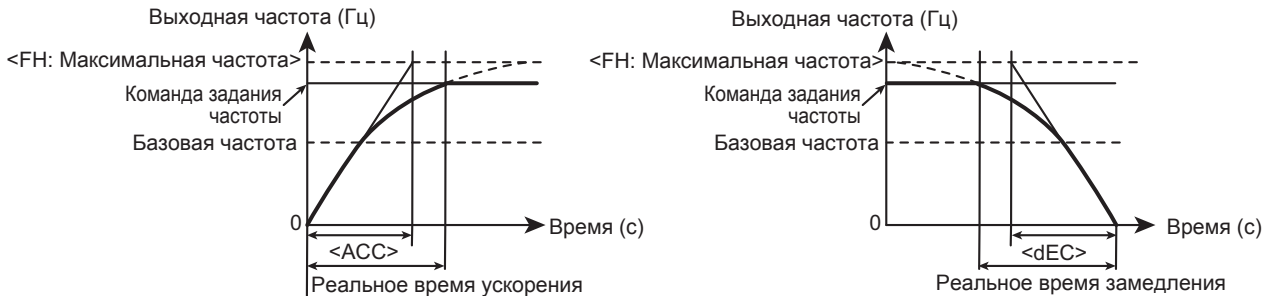 Выходная частота (Гц)
<FH: Максимальная частота>
Команда задания
частоты
Базовая частота
0
Время (с)
<ACC>
Реальное время ускорения
Выходная частота (Гц)
<FH: Максимальная частота>
Команда задания
частоты
Базовая частота
0
Время (с)
<dEC>
Реальное время замедления